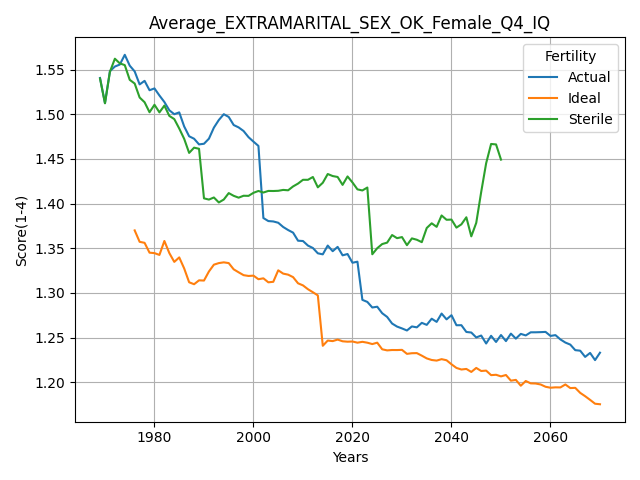 Average_EXTRAMARITAL_SEX_OK_Female_Q4_IQ
Fertility
Actual
Ideal
Sterile
Score(1-4)
1.55
1.50
1.45
1.40
1.35
1.30
1.25
1.20
1980
2000
2020
2040
2060
Years